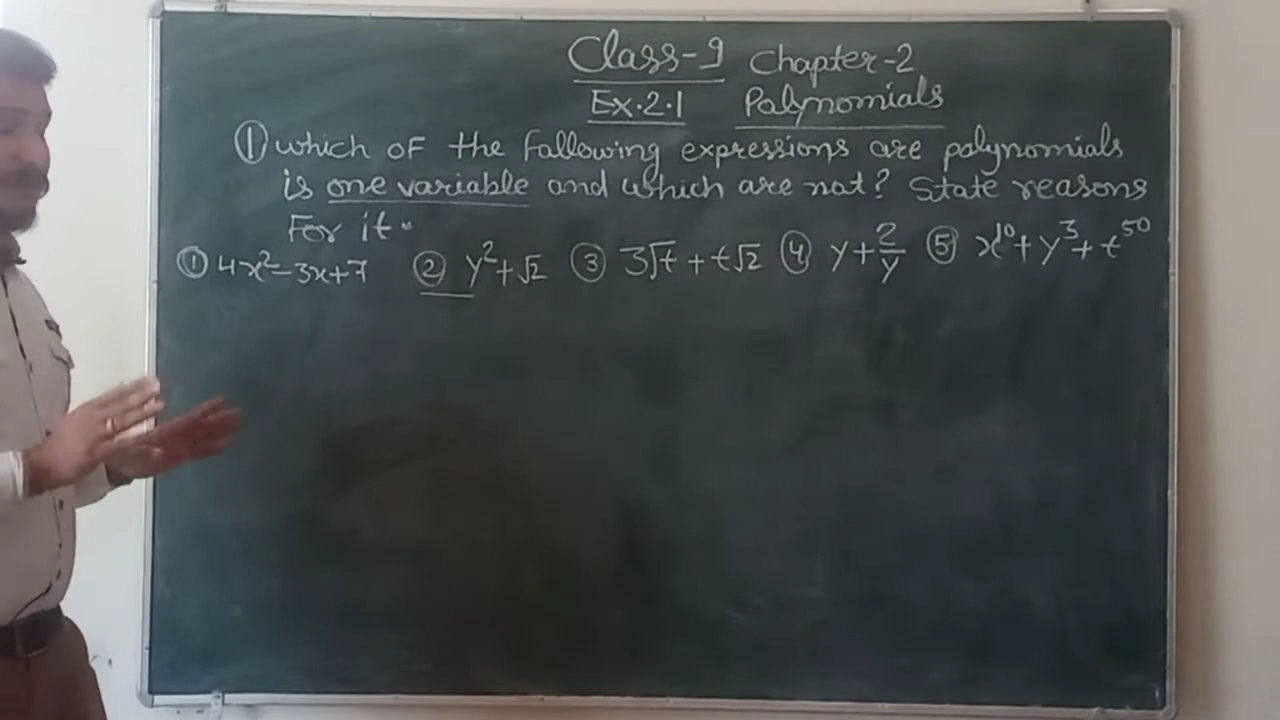 Class-9 Chapter-2
Ex.2.1 Polynomials
① which of the following expressions are polynomials
is one variable and which are not? State reasons
For it.
① 4x²-3x+7 ② y²+√2 ③ 3√t+t√2 ④ y+2/y ⑤ x¹⁰+y³+t⁵⁰